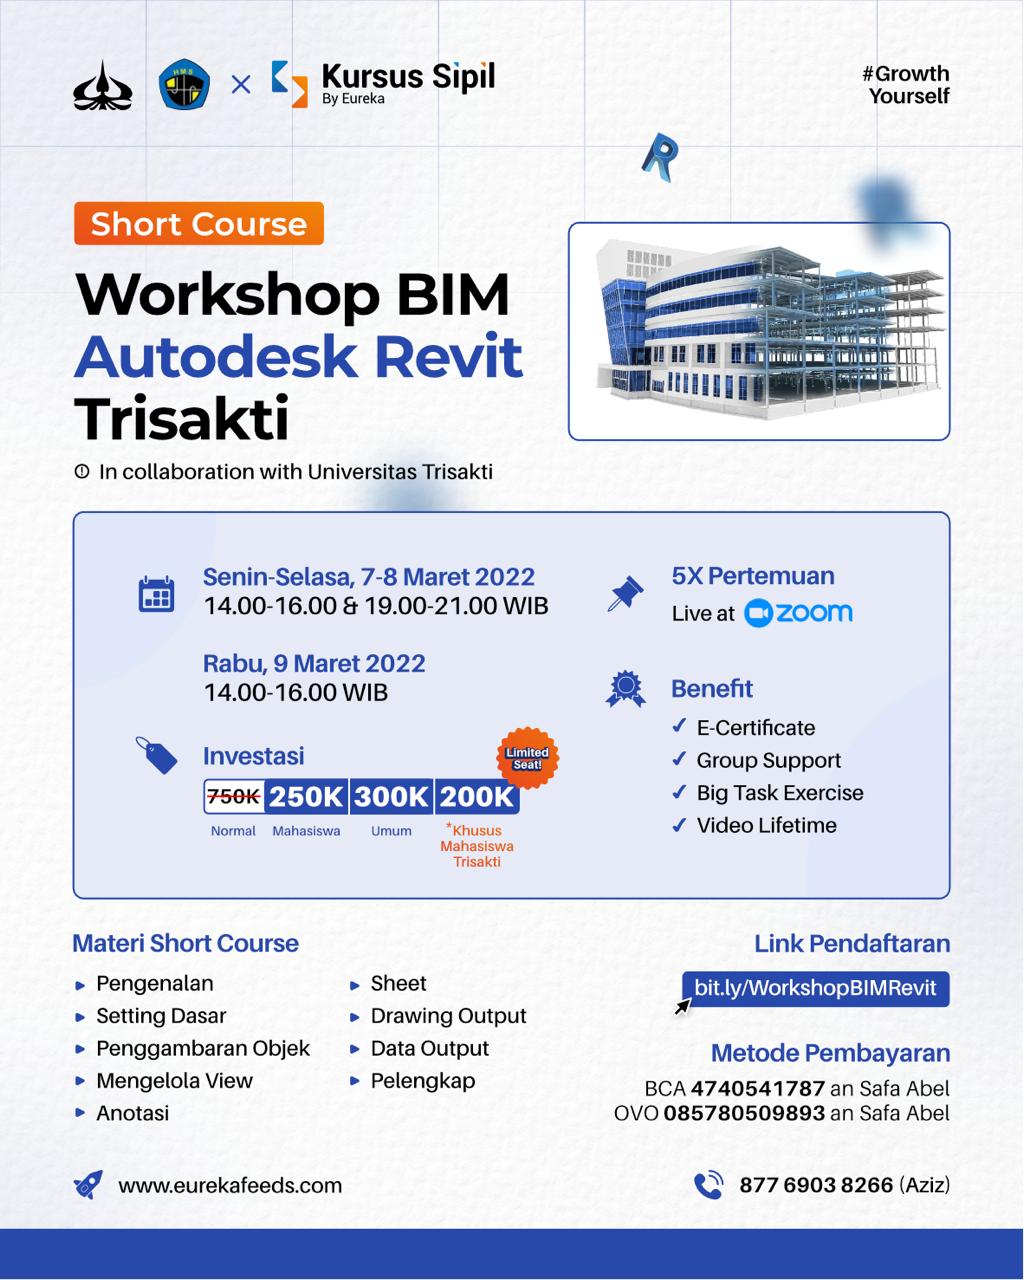 HMS
Kursus Sipil
By Eureka
#Growth
Yourself
Short Course
Workshop BIM
Autodesk Revit
Trisakti
In collaboration with Universitas Trisakti
Senin-Selasa, 7-8 Maret 2022
14.00-16.00 & 19.00-21.00 WIB
Rabu, 9 Maret 2022
14.00-16.00 WIB
Investasi
Limited
Seat!
750K 250K 300K 200K
Normal Mahasiswa Umum *Khusus
Mahasiswa
Trisakti
5X Pertemuan
Live at zoom
Benefit
E-Certificate
Group Support
Big Task Exercise
Video Lifetime
Materi Short Course
Pengenalan
Setting Dasar
Penggambaran Objek
Mengelola View
Anotasi
Sheet
Drawing Output
Data Output
Pelengkap
Link Pendaftaran
bit.ly/WorkshopBIMRevit
Metode Pembayaran
BCA 4740541787 an Safa Abel
OVO 085780509893 an Safa Abel
www.eurekafeeds.com
877 6903 8266 (Aziz)